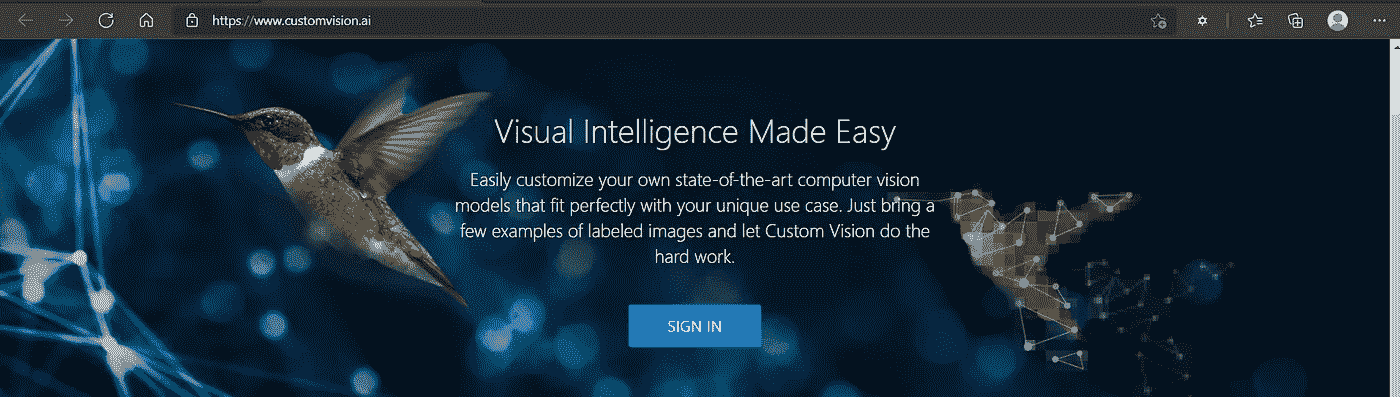 https://www.customvision.ai
Visual Intelligence Made Easy
Easily customize your own state-of-the-art computer vision
models that fit perfectly with your unique use case. Just bring a
few examples of labeled images and let Custom Vision do the
hard work.
SIGN IN